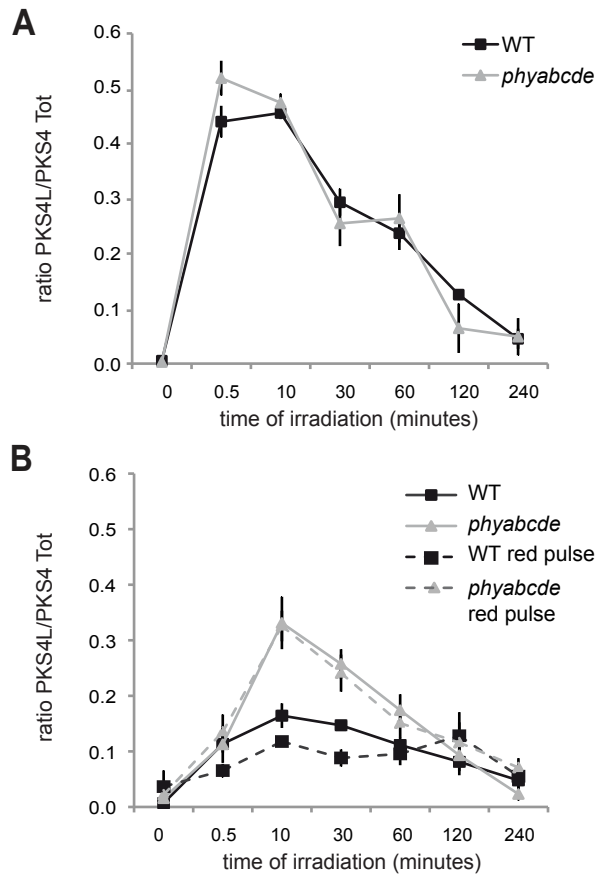 A
ratio PKS4L/PKS4 Tot
0.6
0.5
0.4
0.3
0.2
0.1
0.0
WT
phyabcde
0 0.5 10 30 60 120 240
time of irradiation (minutes)
B
ratio PKS4L/PKS4 Tot
0.6
0.5
0.4
0.3
0.2
0.1
0.0
WT
phyabcde
WT red pulse
phyabcde
red pulse
0 0.5 10 30 60 120 240
time of irradiation (minutes)